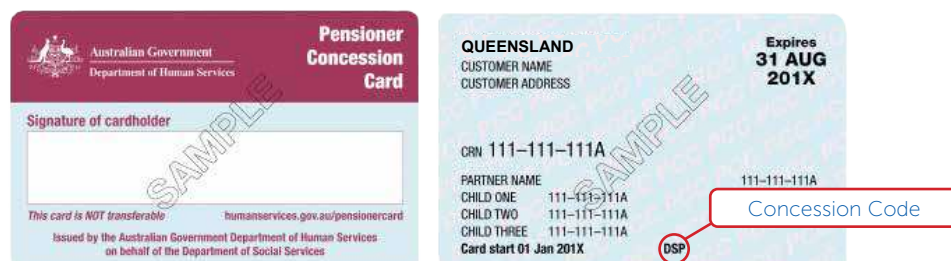 Australian Government
Department of Human Services
Pensioner
Concession
Card
Signature of cardholder
SAMPLE
This card is NOT transferable
humanservices.gov.au/pensionercard
Issued by the Australian Government Department of Human Services
on behalf of the Department of Social Services
QUEENSLAND
CUSTOMER NAME
CUSTOMER ADDRESS
Expires
31 AUG
201X
SAMPLE
CRN 111–111–111A
PARTNER NAME 111–111–111A
CHILD ONE 111–111–111A
CHILD TWO 111–111–111A
CHILD THREE 111–111–111A
Card start 01 Jan 201X DSP
Concession Code